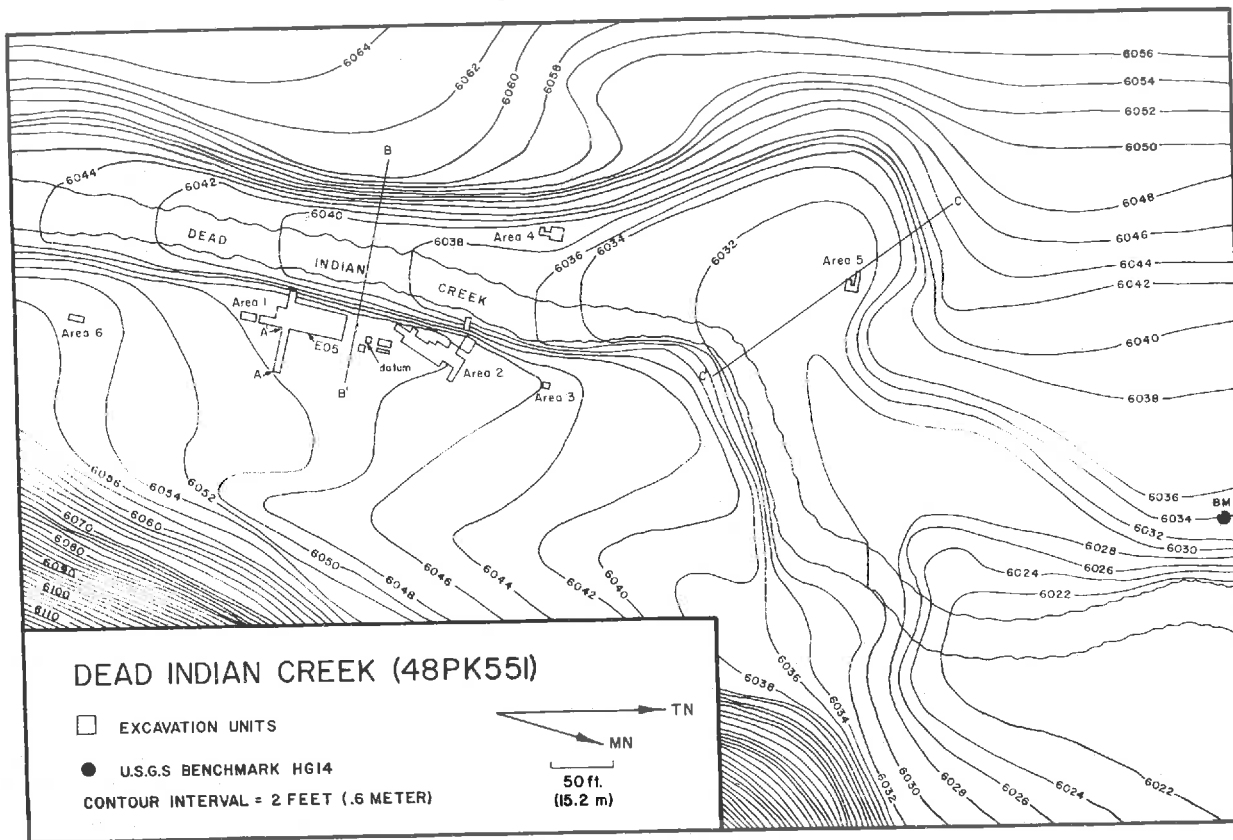 6064
6062
6060
6058
6056
6054
6052
6050
6048
6046
6044
6042
6040
6038
6044
6042
6040
6038
6036
6034
6032
B
C
DEAD
INDIAN
CREEK
Area 4
Area 5
Area 1
Area 6
A
EO5
A
datum
B'
Area 2
Area 3
C'
6036
BM
6034
6032
6030
6028
6026
6024
6022
6056
6054
6052
6070
6060
6080
6090
6100
6110
6050
6048
6046
6044
6042
6040
6038
6036
6034
6032
6030
6028
6026
6024
6022
DEAD INDIAN CREEK (48PK551)
EXCAVATION UNITS
U.S.G.S BENCHMARK HG14
CONTOUR INTERVAL = 2 FEET (.6 METER)
TN
MN
50 ft.
(15.2 m)